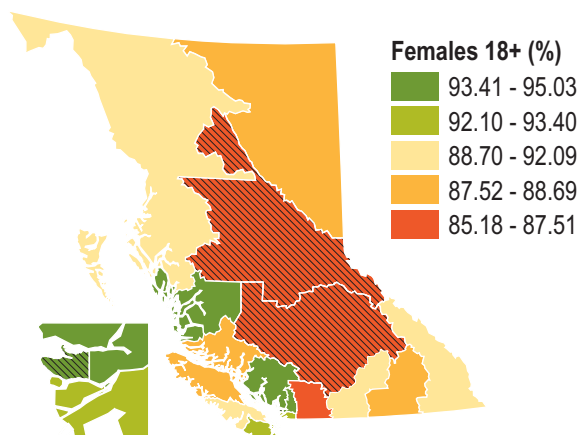 Females 18+ (%)
93.41 - 95.03
92.10 - 93.40
88.70 - 92.09
87.52 - 88.69
85.18 - 87.51